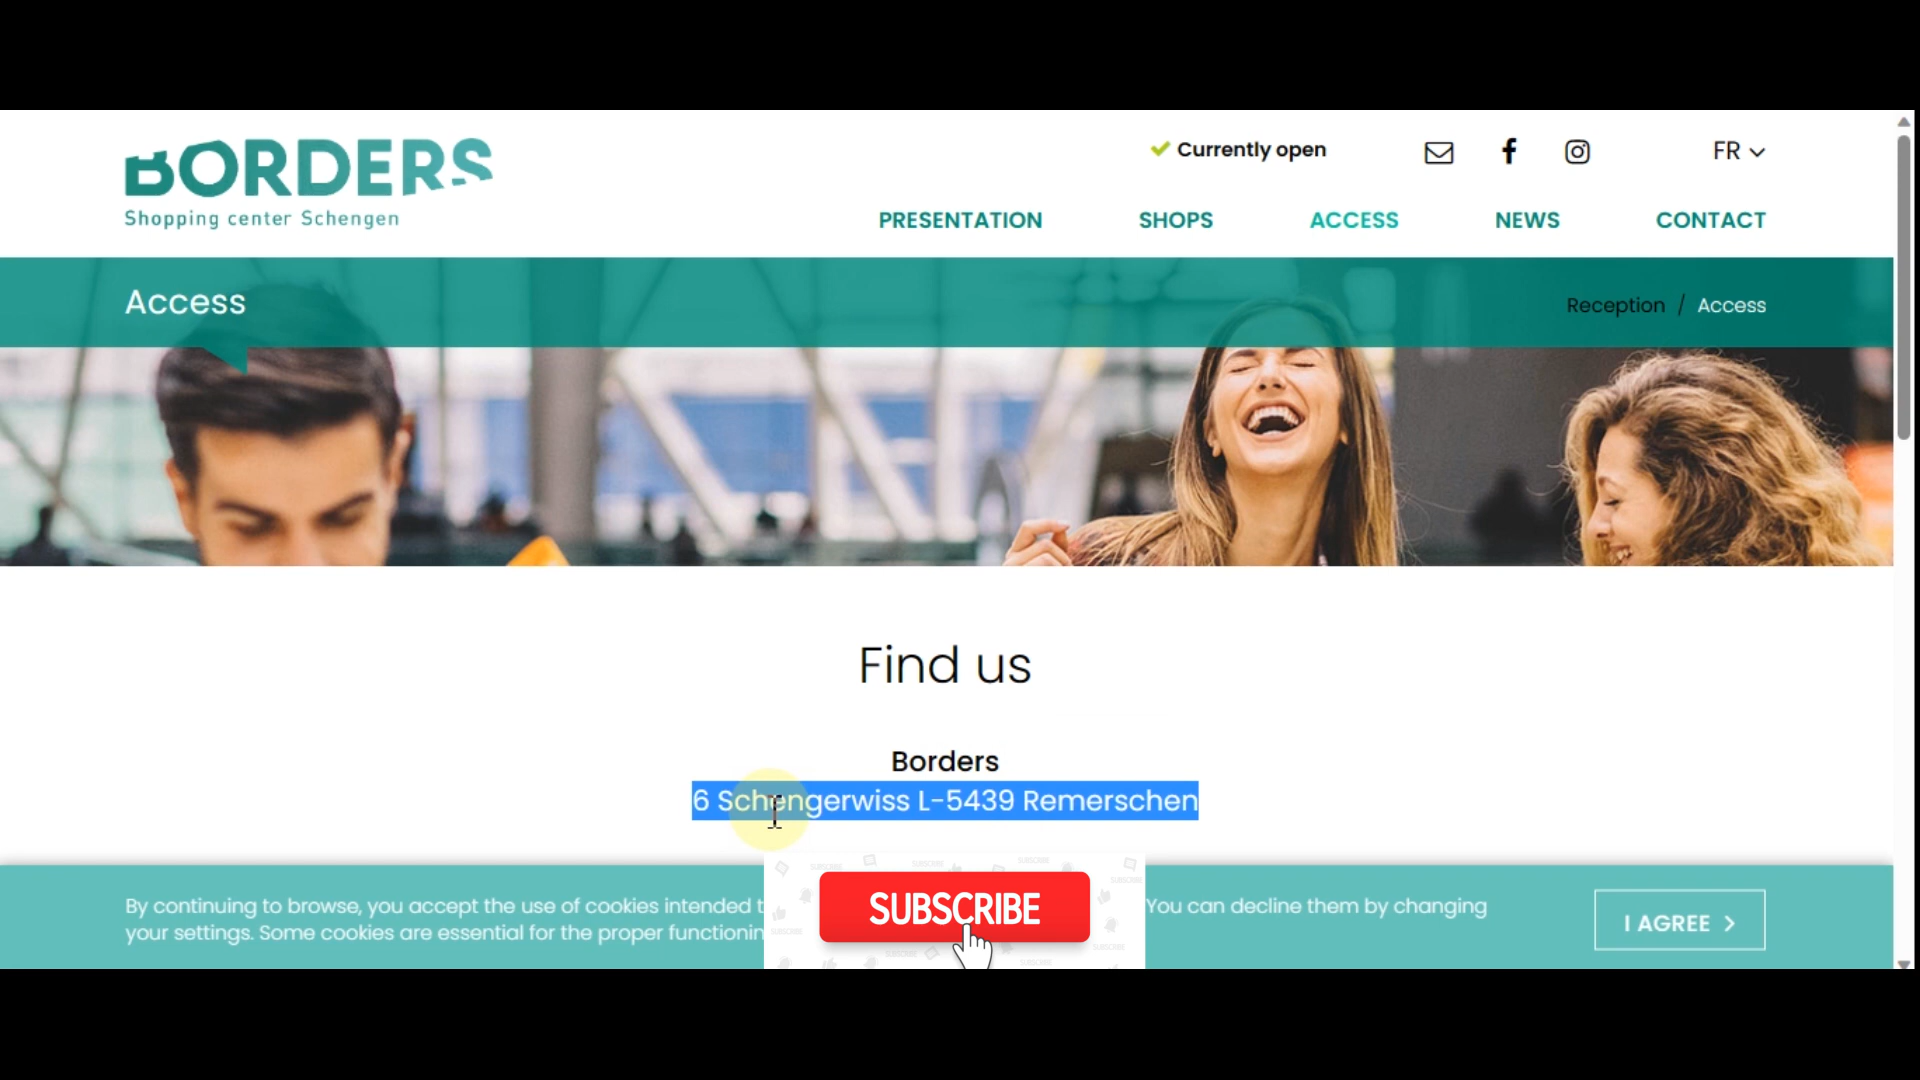 BORDERS
Shopping center Schengen
Currently open
FR
PRESENTATION
SHOPS
ACCESS
NEWS
CONTACT
Access
Reception / Access
Find us
Borders
6 Schengerwiss L-5439 Remerschen
By continuing to browse, you accept the use of cookies intended
You can decline them by changing
your settings. Some cookies are essential for the proper
I AGREE
SUBSCRIBE